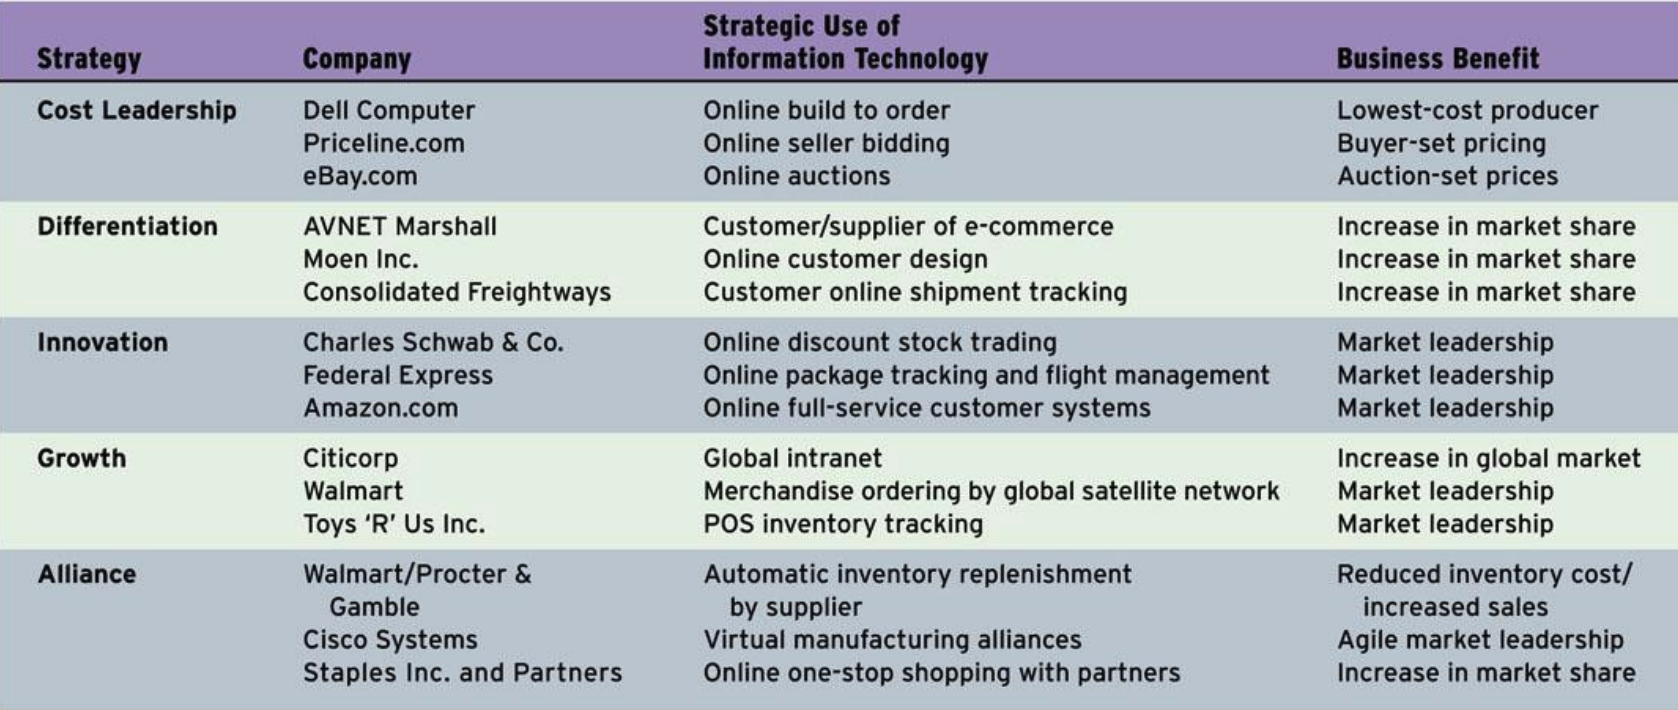 Strategy Company Strategic Use of Information Technology Business Benefit
Cost Leadership Dell Computer Online build to order Lowest-cost producer
Priceline.com Online seller bidding Buyer-set pricing
eBay.com Online auctions Auction-set prices
Differentiation AVNET Marshall Customer/supplier of e-commerce Increase in market share
Moen Inc. Online customer design Increase in market share
Consolidated Freightways Customer online shipment tracking Increase in market share
Innovation Charles Schwab & Co. Online discount stock trading Market leadership
Federal Express Online package tracking and flight management Market leadership
Amazon.com Online full-service customer systems Market leadership
Growth Citicorp Global intranet Increase in global market
Walmart Merchandise ordering by global satellite network Market leadership
Toys ‘R’ Us Inc. POS inventory tracking Market leadership
Alliance Walmart/Procter & Automatic inventory replenishment Reduced inventory cost/
Gamble by supplier increased sales
Cisco Systems Virtual manufacturing alliances Agile market leadership
Staples Inc. and Partners Online one-stop shopping with partners Increase in market share